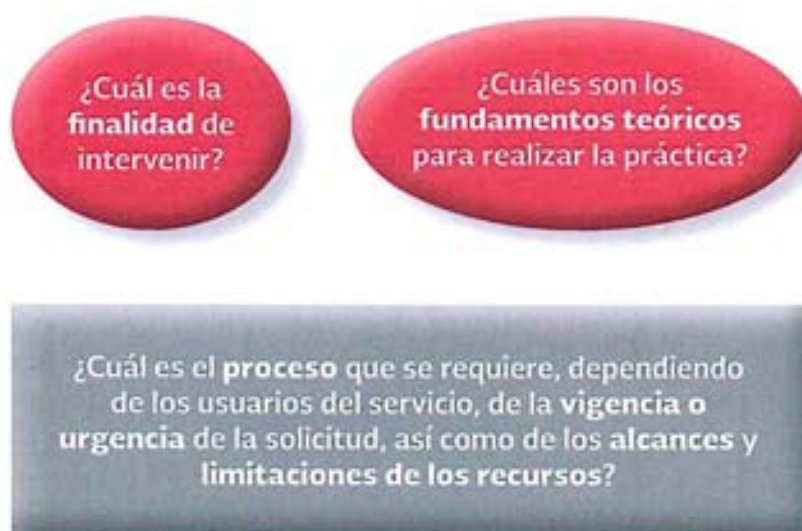 ¿Cuál es la
finalidad de
intervenir?
¿Cuáles son los
fundamentos teóricos
para realizar la práctica?
¿Cuál es el proceso que se requiere, dependiendo
de los usuarios del servicio, de la vigencia o
urgencia de la solicitud, así como de los alcances y
limitaciones de los recursos?